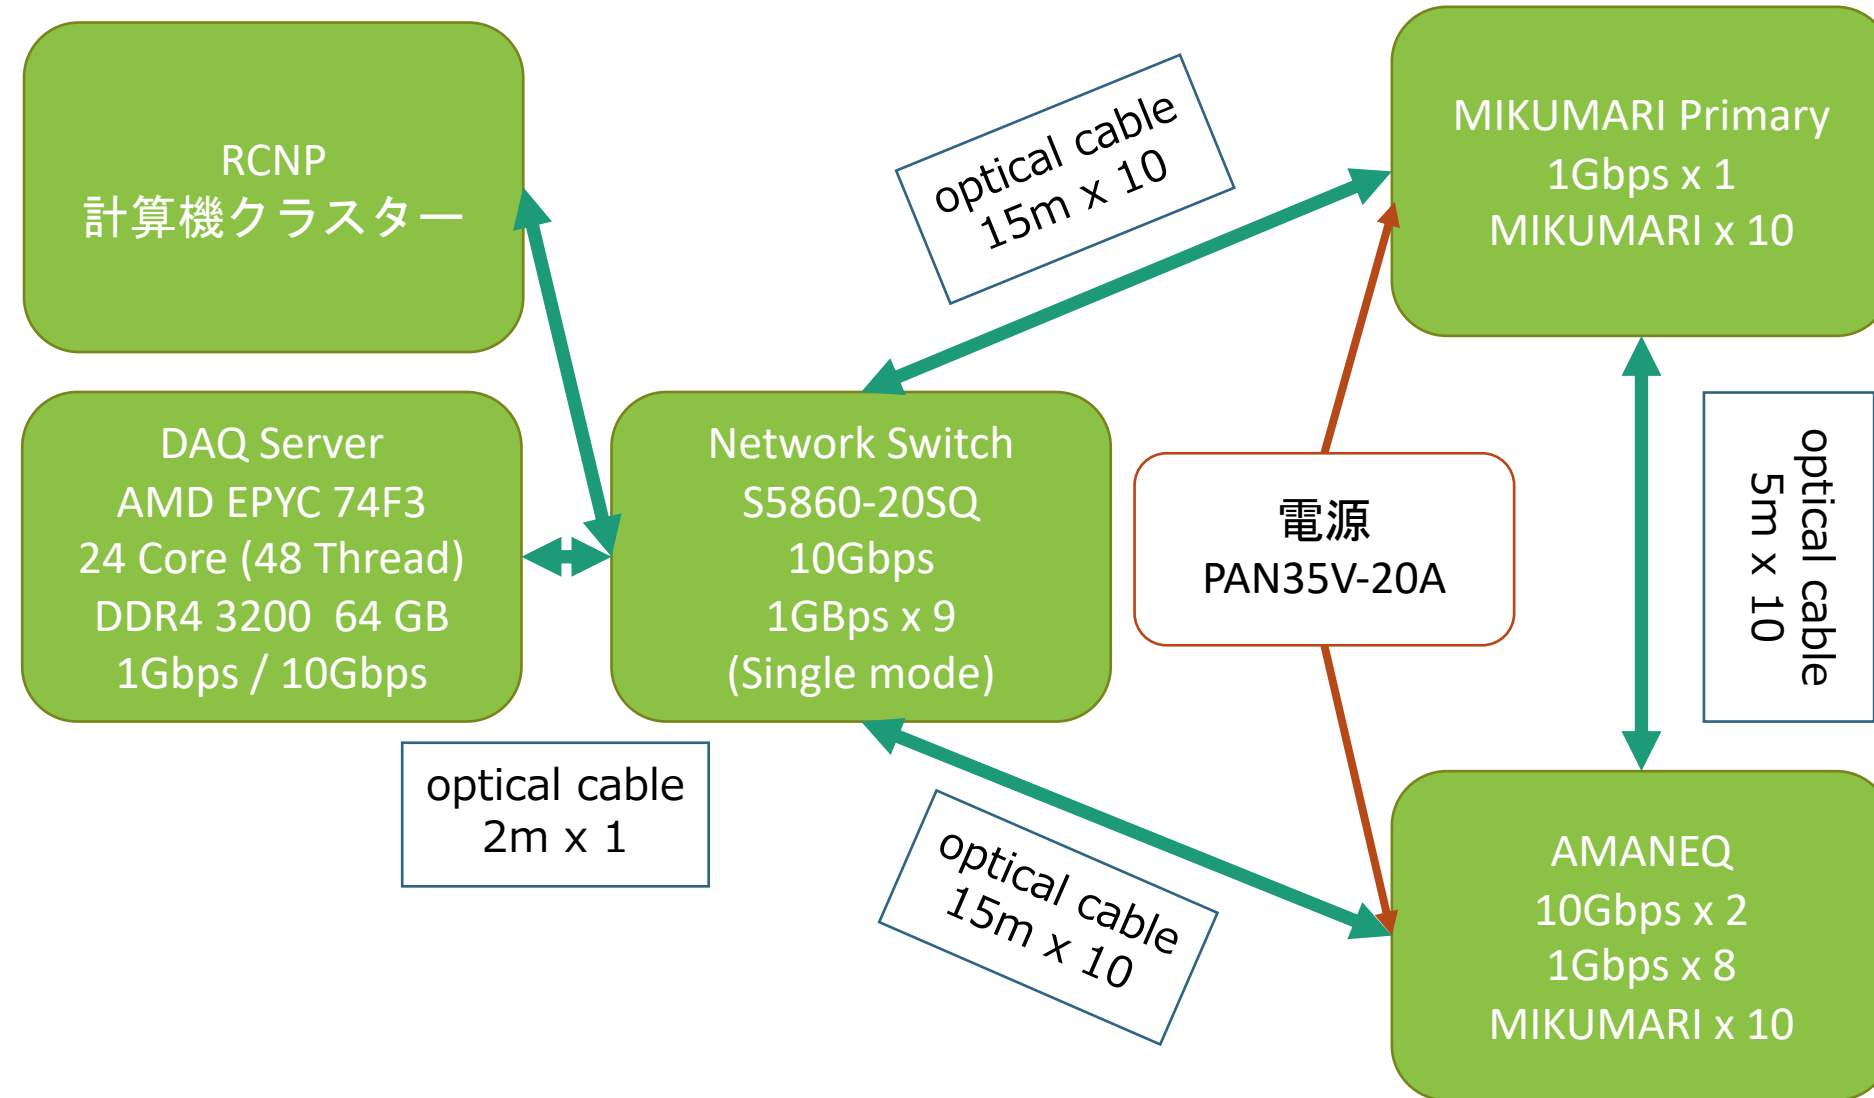 RCNP
計算機クラスター
optical cable
15m x 10
MIKUMARI Primary
1Gbps x 1
MIKUMARI x 10
DAQ Server
AMD EPYC 74F3
24 Core (48 Thread)
DDR4 3200  64 GB
1Gbps / 10Gbps
Network Switch
S5860-20SQ
10Gbps
1GBps x 9
(Single mode)
電源
PAN35V-20A
optical cable
5m x 10
optical cable
2m x 1
optical cable
15m x 10
AMANEQ
10Gbps x 2
1Gbps x 8
MIKUMARI x 10